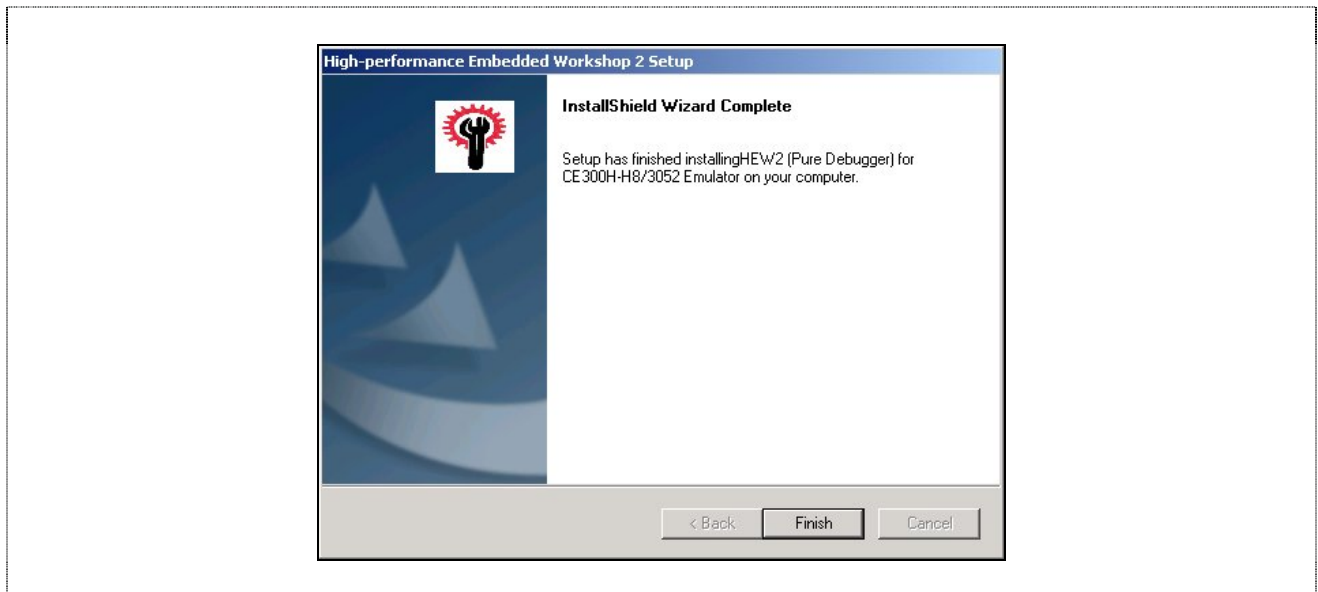 High-performance Embedded Workshop 2 Setup
InstallShield Wizard Complete
Setup has finished installingHEW2 (Pure Debugger) for
CE300H-H8/3052 Emulator on your computer.
< Back
Finish
Cancel